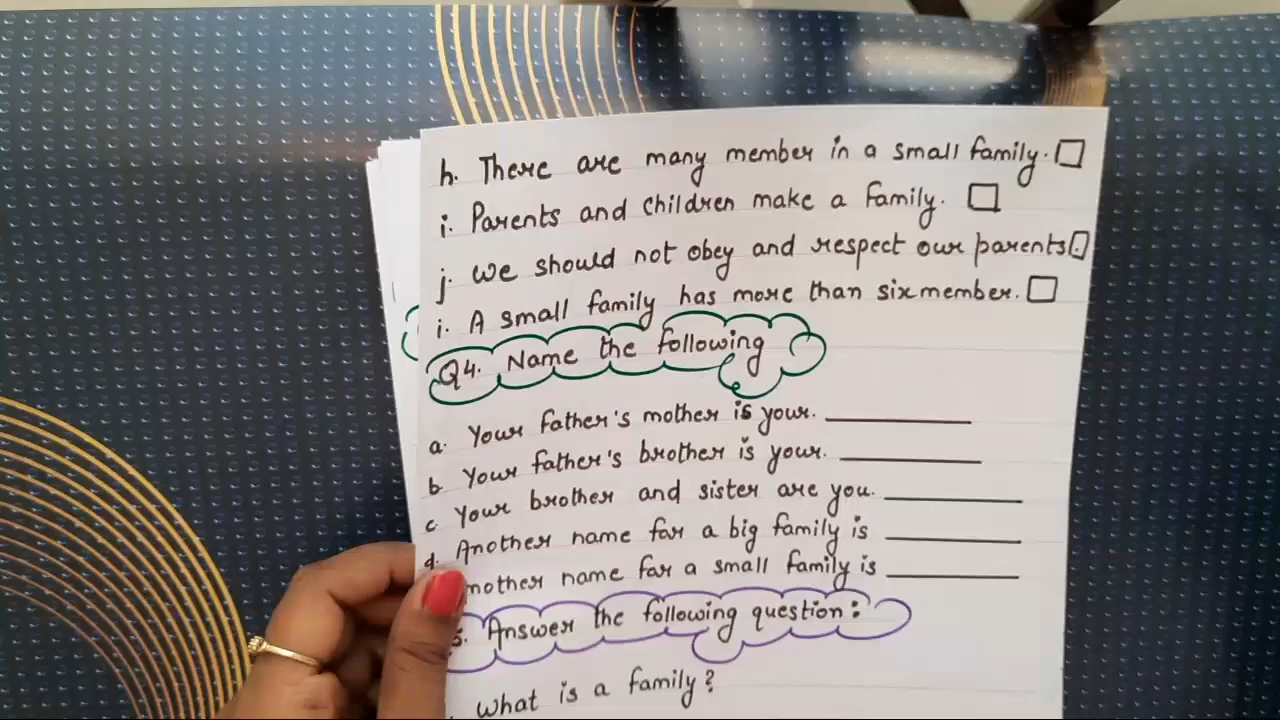 h. There are many member in a small family.
i. Parents and children make a family.
j. we should not obey and respect our parents.
i. A small family has more than six member.
Q4. Name the following
a. Your father's mother is your.
b. Your father's brother is your.
c Your brother and sister are you.
d. Another name for a big family is
nother name for a small family is
5. Answer the following question:
what is a family?